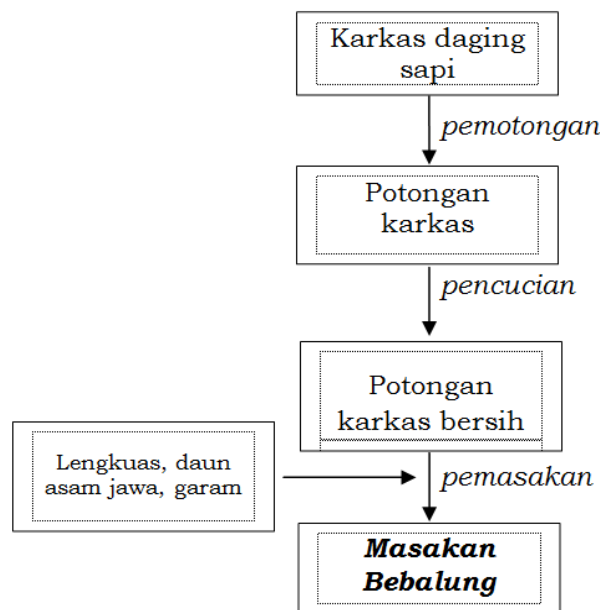 Karkas daging
sapi
pemotongan
Potongan
karkas
pencucian
Potongan
karkas bersih
Lengkuas, daun
asam jawa, garam
pemasakan
Masakan
Bebalung